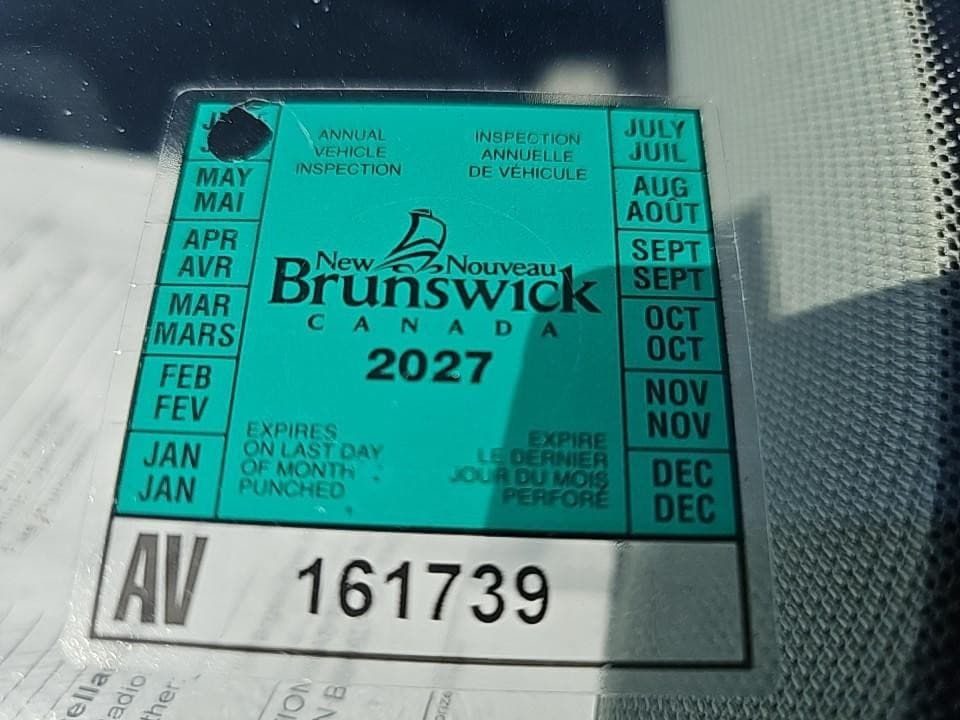 ANNUAL
VEHICLE
INSPECTION
INSPECTION
ANNUELLE
DE VÉHICULE
MAY
MAI
APR
AVR
MAR
MARS
FEB
FEV
JAN
JAN
New Nouveau
Brunswick
CANADA
2027
EXPIRES
ON LAST DAY
OF MONTH
PUNCHED
EXPIRE
LE DERNIER
JOUR DU MOIS
PERFORÉ
JULY
JUIL
AUG
AOÛT
SEPT
SEPT
OCT
OCT
NOV
NOV
DEC
DEC
AV 161739